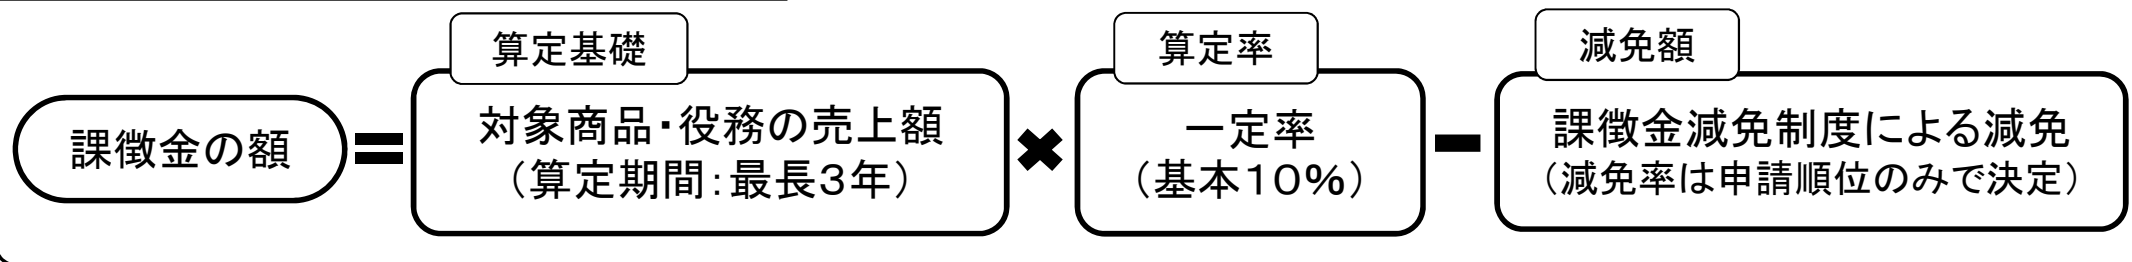 算定基礎
算定率
減免額
課徴金の額
=
対象商品・役務の売上額
（算定期間：最長3年）
×
一定率
（基本10%）
−
課徴金減免制度による減免
（減免率は申請順位のみで決定）